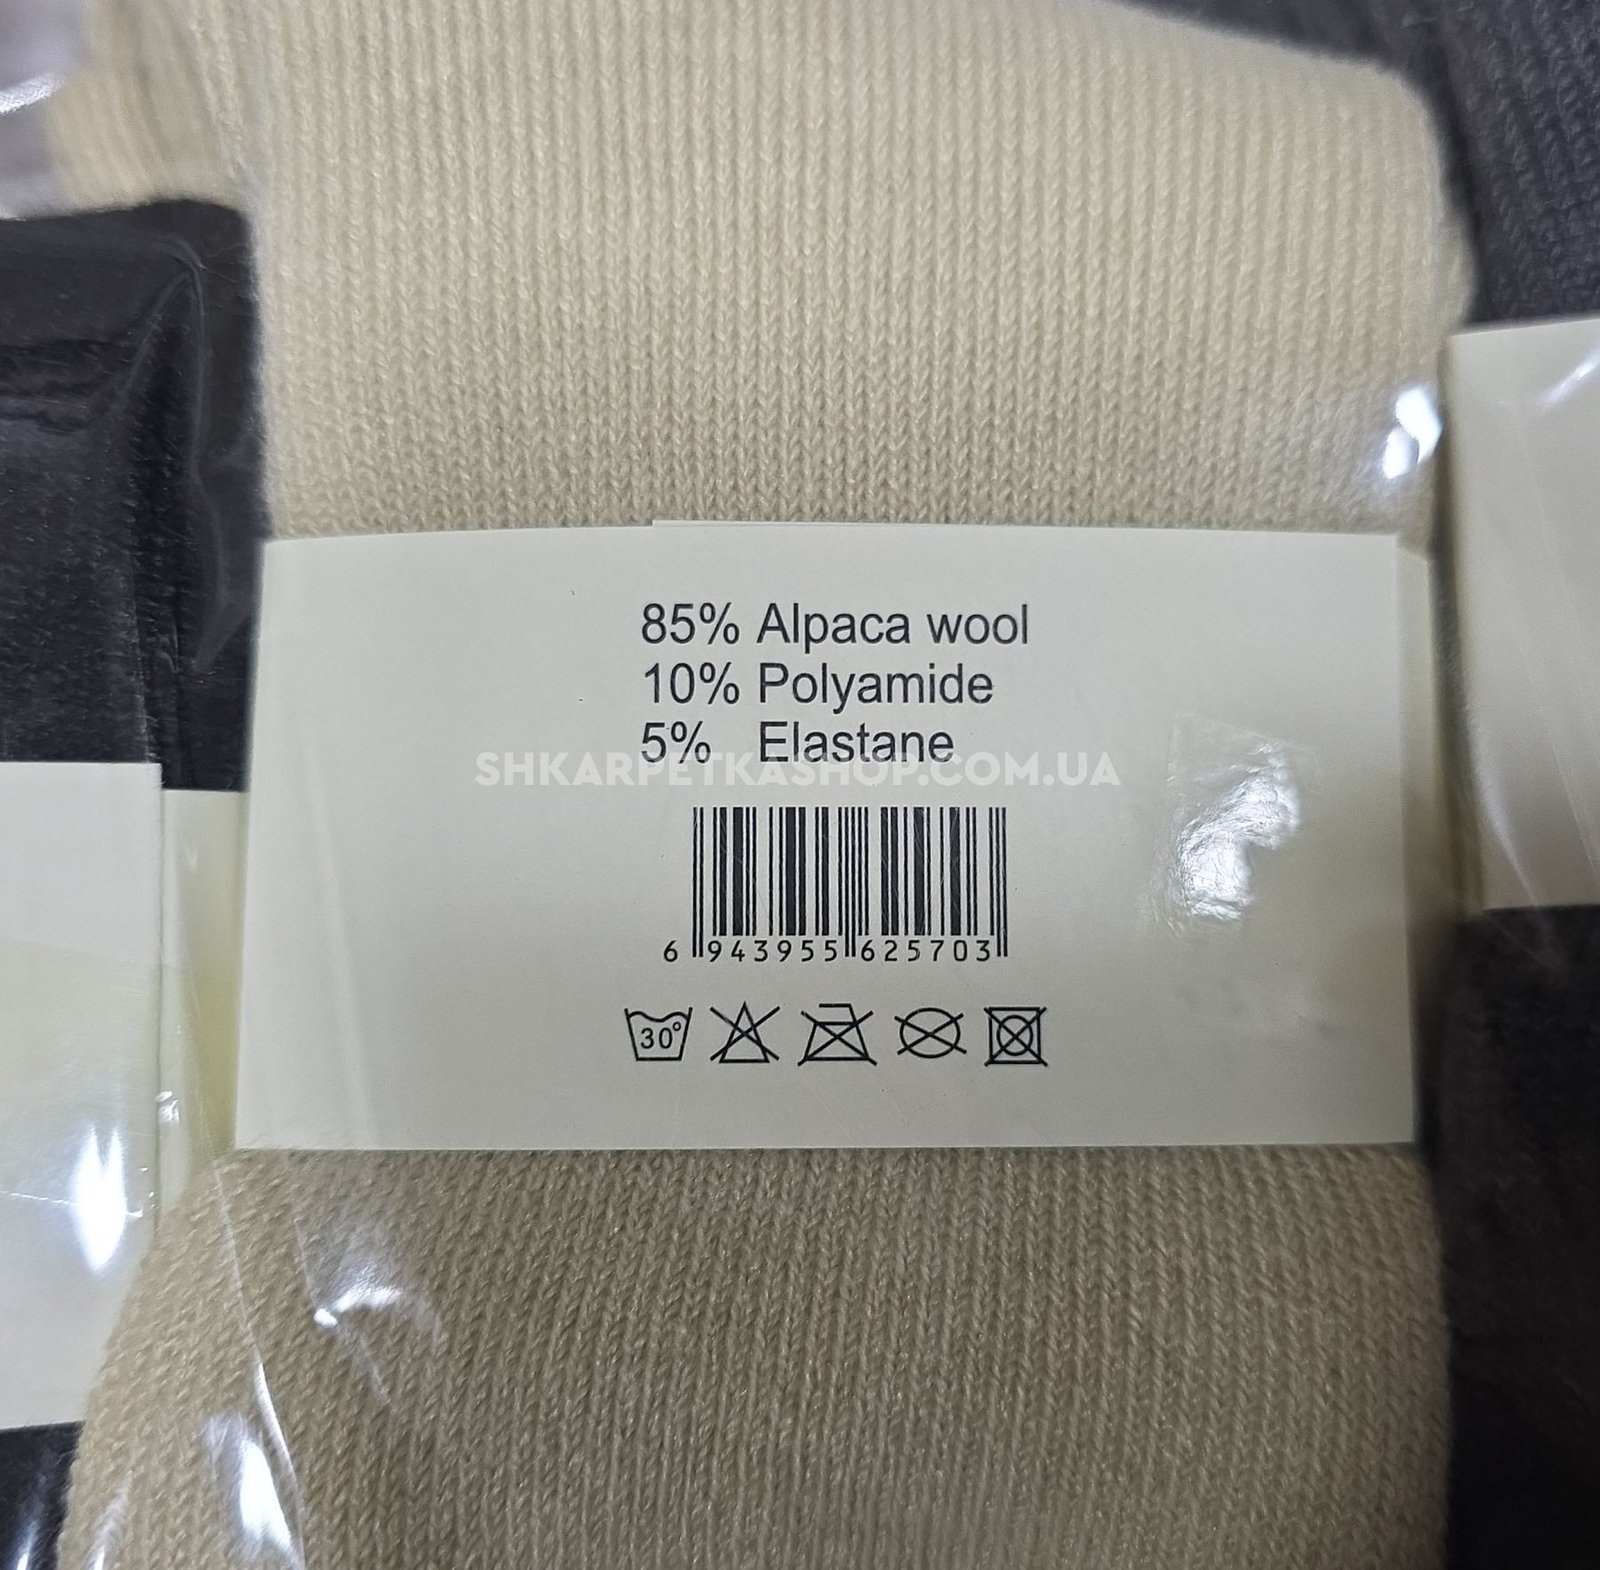 85% Alpaca wool
10% Polyamide
5% Elastane
SHKARPETKASHOP.COM.UA
6 943955 625703
30°